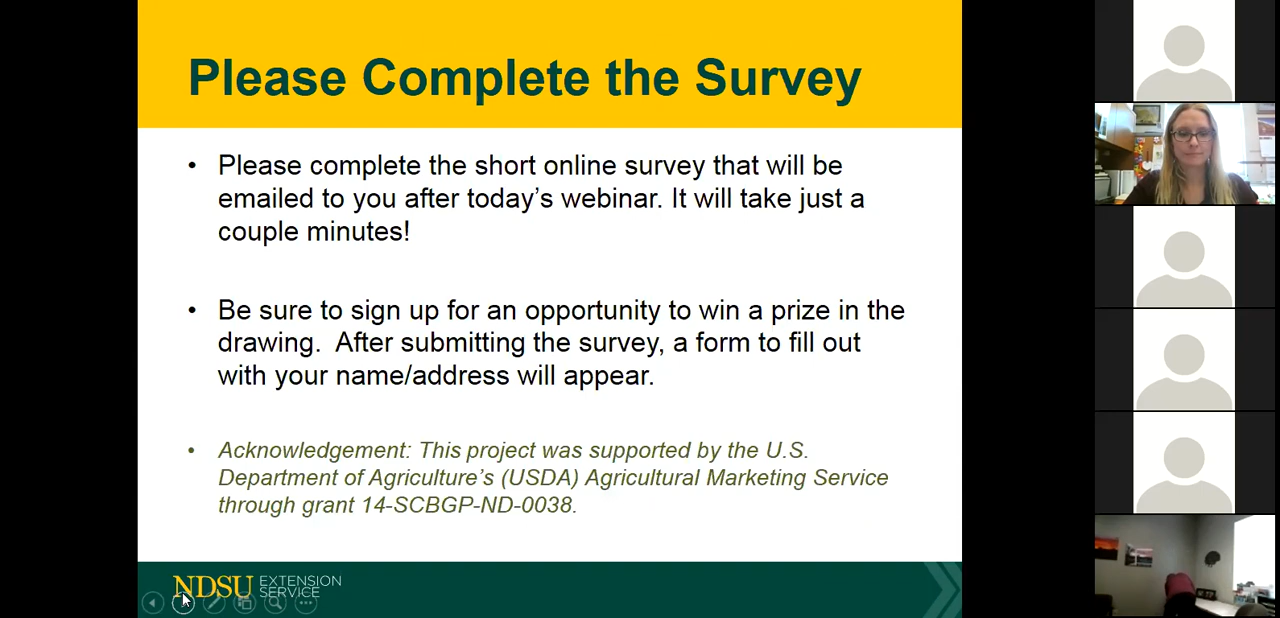 Please Complete the Survey
• Please complete the short online survey that will be
emailed to you after today’s webinar. It will take just a
couple minutes!
• Be sure to sign up for an opportunity to win a prize in the
drawing.  After submitting the survey, a form to fill out
with your name/address will appear.
• Acknowledgement: This project was supported by the U.S.
Department of Agriculture’s (USDA) Agricultural Marketing Service
through grant 14-SCBGP-ND-0038.
NDSU EXTENSION
SERVICE